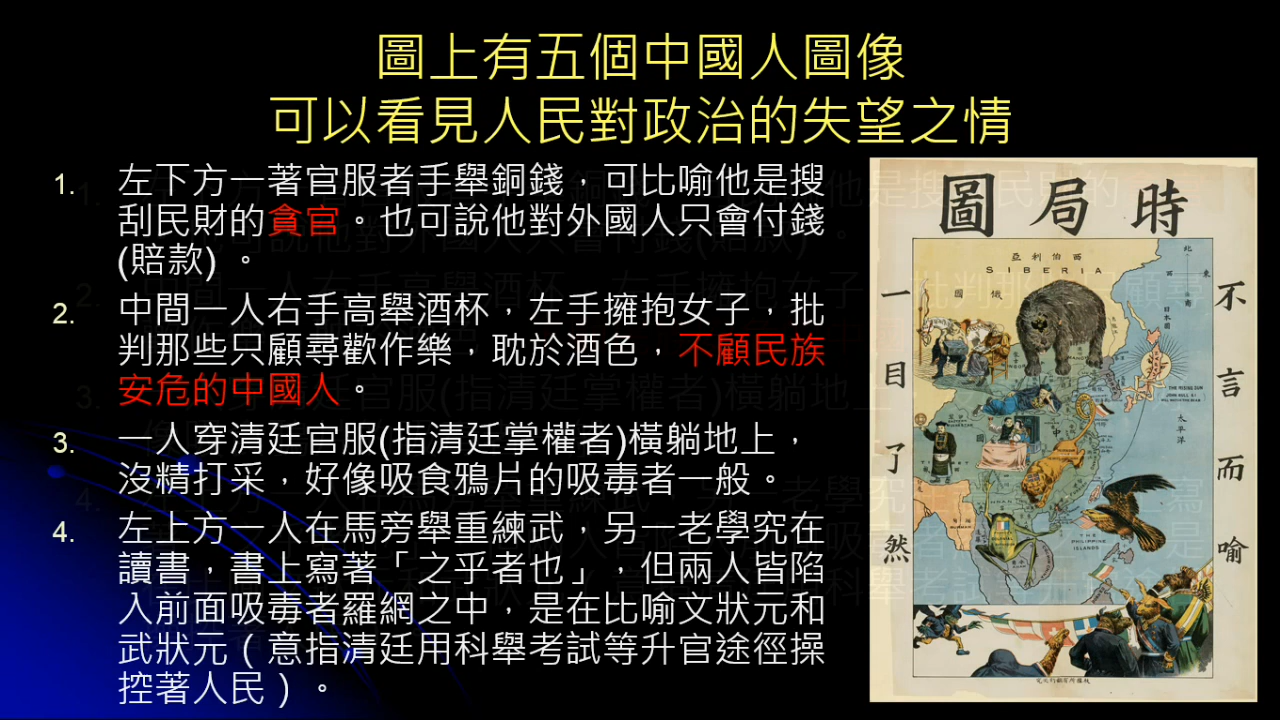 圖上有五個中國人圖像
可以看見人民對政治的失望之情
1. 左下方一著官服者手舉銅錢，可比喻他是搜
刮民財的貪官。也可說他對外國人只會付錢
(賠款) 。
2. 中間一人右手高舉酒杯，左手擁抱女子，批
判那些只顧尋歡作樂，耽於酒色，不顧民族
安危的中國人。
3. 一人穿清廷官服(指清廷掌權者)橫躺地上，
沒精打采，好像吸食鴉片的吸毒者一般。
4. 左上方一人在馬旁舉重練武，另一老學究在
讀書，書上寫著「之乎者也」，但兩人皆陷
入前面吸毒者羅網之中，是在比喻文狀元和
武狀元（意指清廷用科舉考試等升官途徑操
控著人民）。
圖局時
不言而喻
一目了然
亞利伯西
SIBERIA
國俄
北
西 東
南
日本國
太平洋
THE RISING SUN
THE PHILIPPINE
ISLANDS
國 中